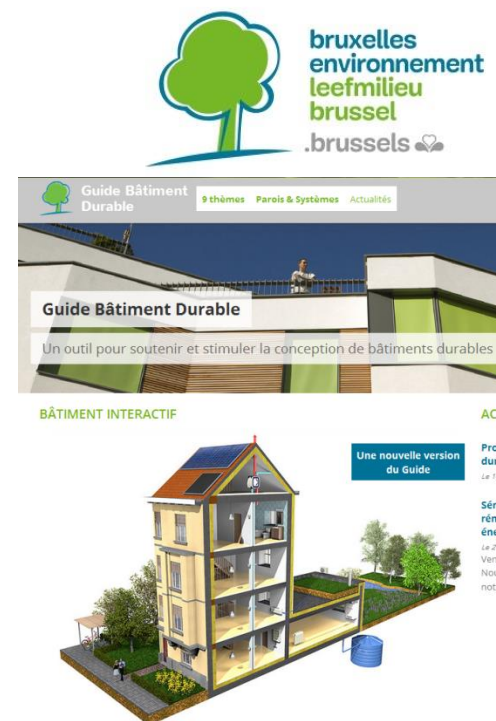 bruxelles
environnement
leefmilieu
brussel
.brussels
Guide Bâtiment
Durable
9 thèmes Parois & Systèmes Actualités
Guide Bâtiment Durable
Un outil pour soutenir et stimuler la conception de bâtiments durables
BÂTIMENT INTERACTIF
Une nouvelle version
du Guide